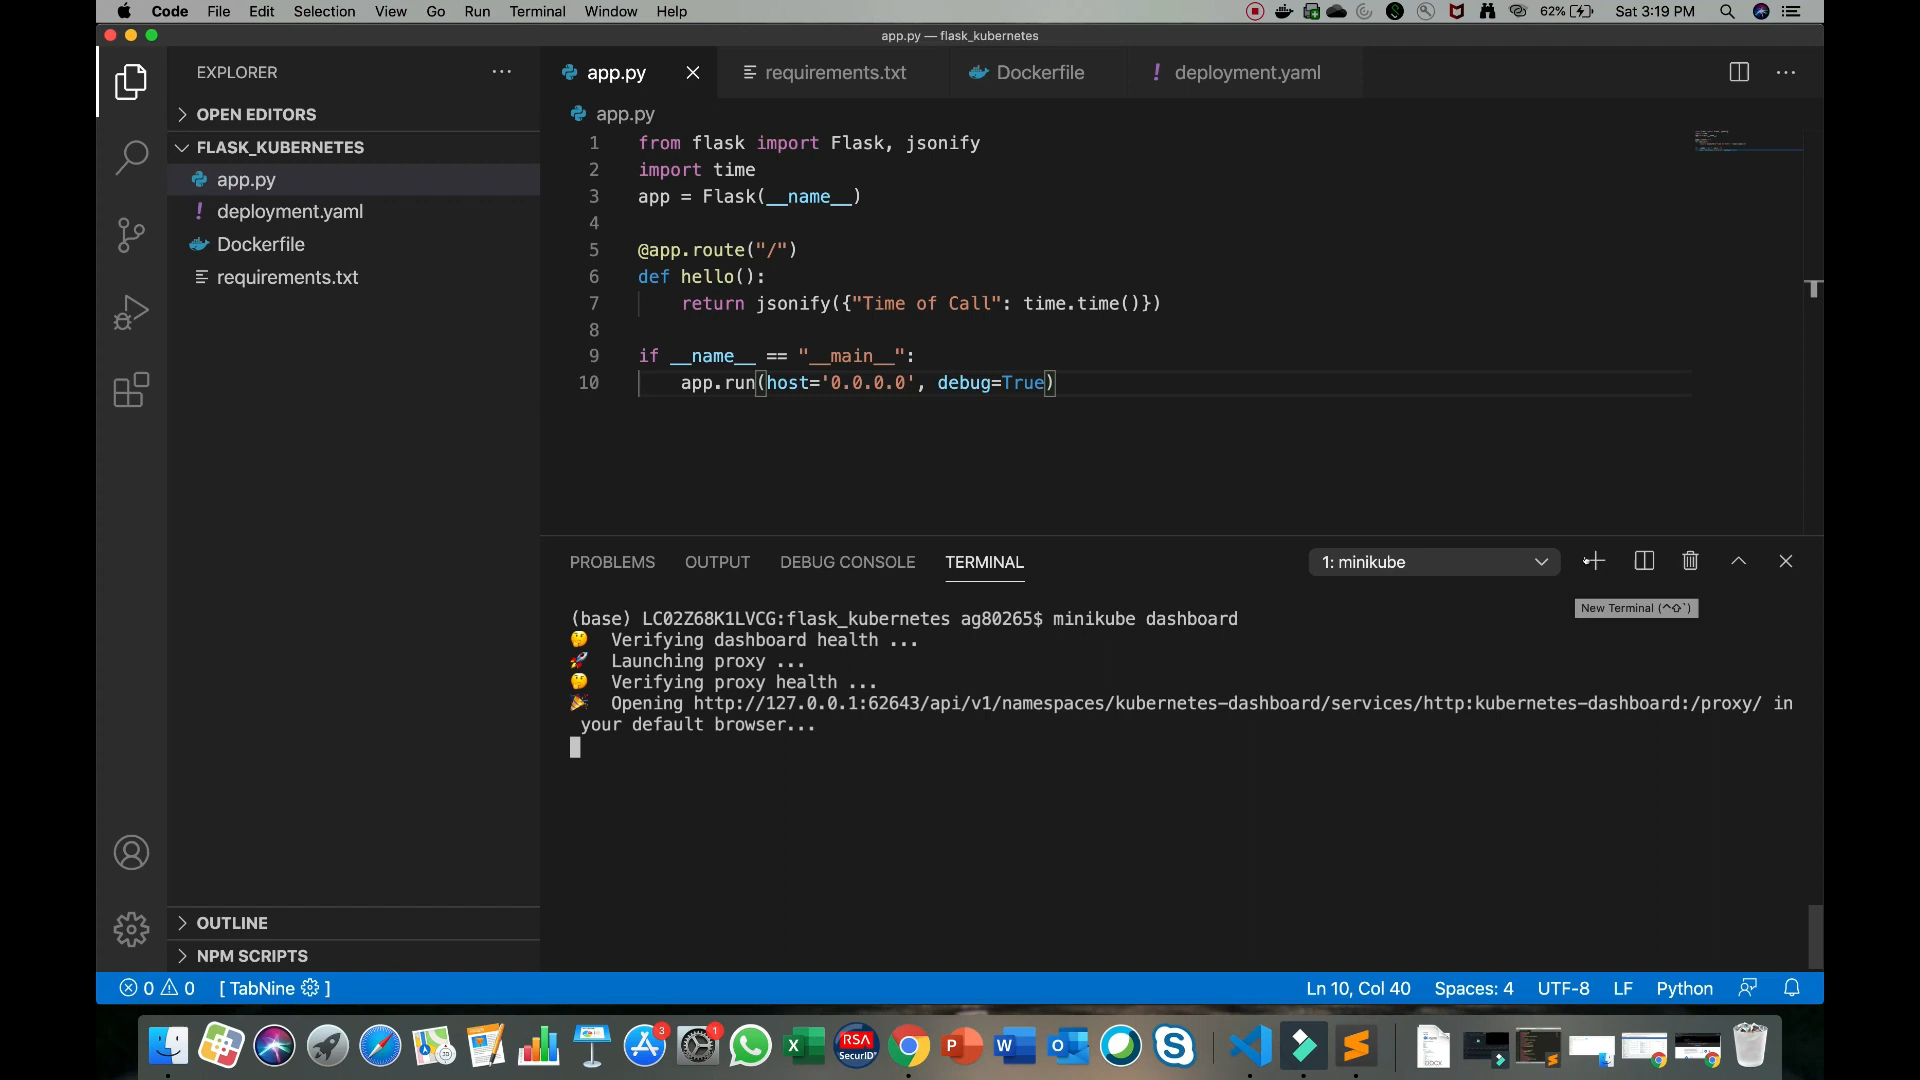 Code File Edit Selection View Go Run Terminal Window Help 62% Sat 3:19 PM
app.py — flask_kubernetes
EXPLORER
OPEN EDITORS
FLASK_KUBERNETES
app.py
deployment.yaml
Dockerfile
requirements.txt
OUTLINE
NPM SCRIPTS
app.py requirements.txt Dockerfile deployment.yaml
app.py
1 from flask import Flask, jsonify
2 import time
3 app = Flask(__name__)
4
5 @app.route("/")
6 def hello():
7 return jsonify({"Time of Call": time.time()})
8
9 if __name__ == "__main__":
10 app.run(host='0.0.0.0', debug=True)
PROBLEMS OUTPUT DEBUG CONSOLE TERMINAL 1: minikube
New Terminal (^⇧`)
(base) LC02Z68K1LVCG:flask_kubernetes ag80265$ minikube dashboard
Verifying dashboard health ...
Launching proxy ...
Verifying proxy health ...
Opening http://127.0.0.1:62643/api/v1/namespaces/kubernetes-dashboard/services/http:kubernetes-dashboard:/proxy/ in
your default browser...
0 0 [ TabNine ] Ln 10, Col 40 Spaces: 4 UTF-8 LF Python
3 1 RSA SecurID